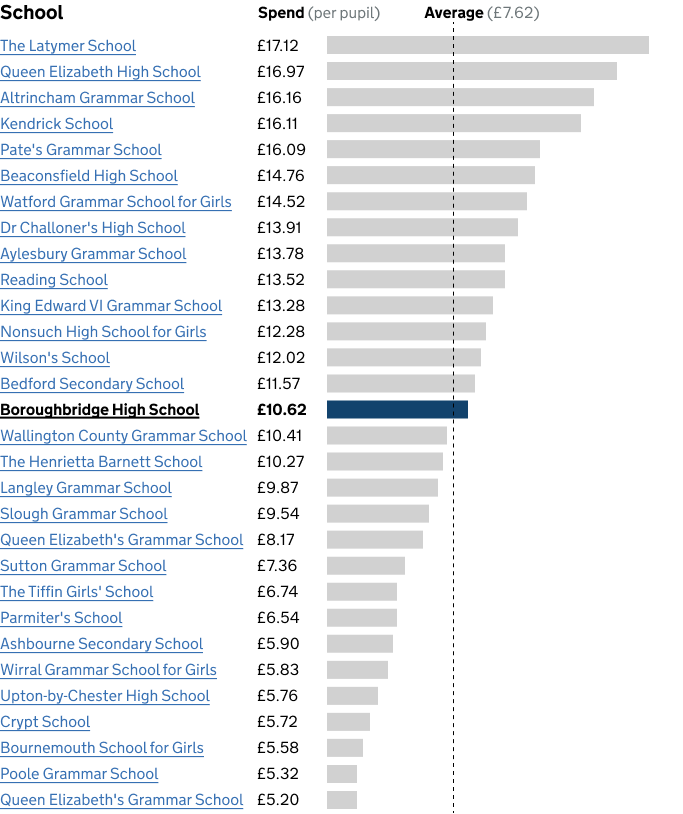 School Spend (per pupil) Average (£7.62)
The Latymer School £17.12
Queen Elizabeth High School £16.97
Altrincham Grammar School £16.16
Kendrick School £16.11
Pate's Grammar School £16.09
Beaconsfield High School £14.76
Watford Grammar School for Girls £14.52
Dr Challoner's High School £13.91
Aylesbury Grammar School £13.78
Reading School £13.52
King Edward VI Grammar School £13.28
Nonsuch High School for Girls £12.28
Wilson's School £12.02
Bedford Secondary School £11.57
Boroughbridge High School £10.62
Wallington County Grammar School £10.41
The Henrietta Barnett School £10.27
Langley Grammar School £9.87
Slough Grammar School £9.54
Queen Elizabeth's Grammar School £8.17
Sutton Grammar School £7.36
The Tiffin Girls' School £6.74
Parmiter's School £6.54
Ashbourne Secondary School £5.90
Wirral Grammar School for Girls £5.83
Upton-by-Chester High School £5.76
Crypt School £5.72
Bournemouth School for Girls £5.58
Poole Grammar School £5.32
Queen Elizabeth's Grammar School £5.20